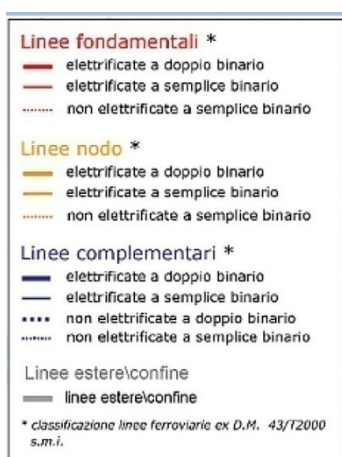 Linee fondamentali *
elettrificate a doppio binario
elettrificate a semplice binario
non elettrificate a semplice binario
Linee nodo *
elettrificate a doppio binario
elettrificate a semplice binario
non elettrificate a semplice binario
Linee complementari *
elettrificate a doppio binario
elettrificate a semplice binario
non elettrificate a doppio binario
non elettrificate a semplice binario
Linee estere\confine
linee estere\confine
* classificazione linee ferroviarie ex D.M. 43/T2000
s.m.i.